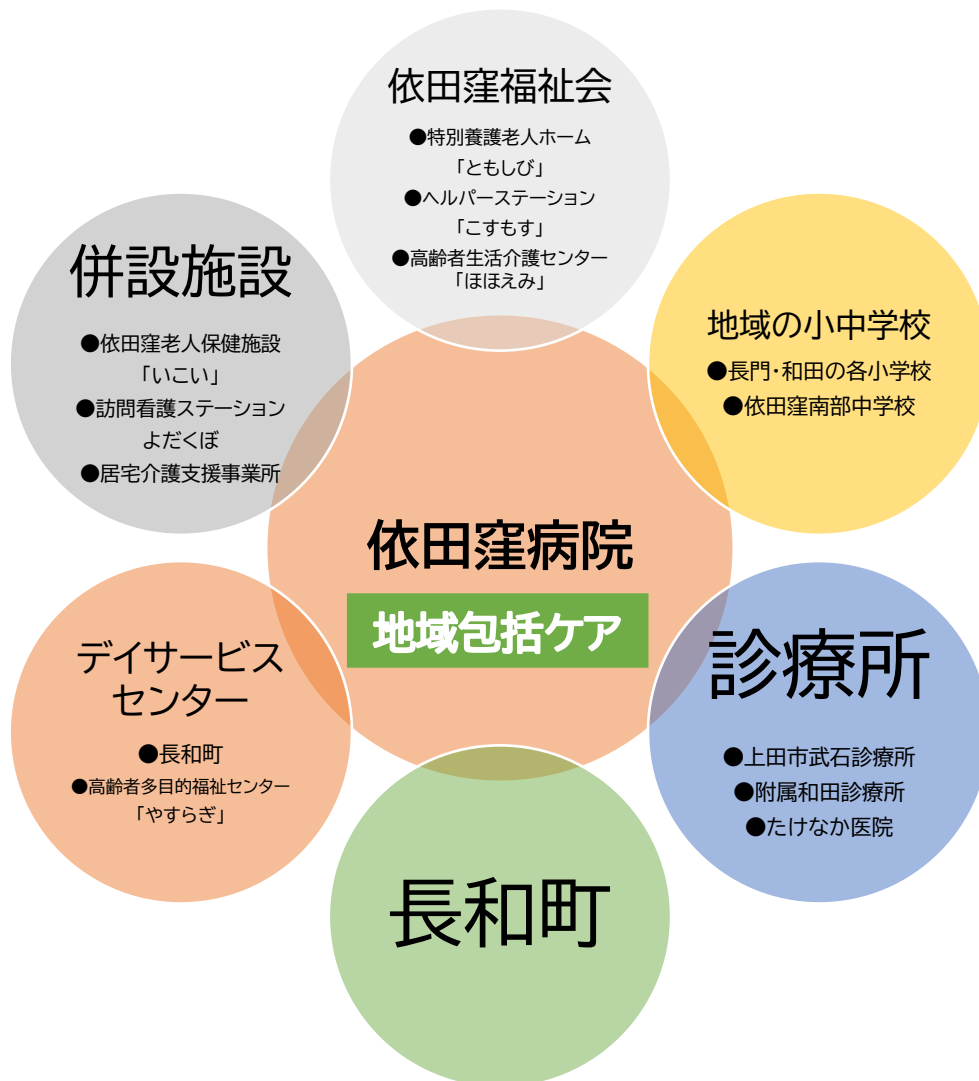 依田窪福祉会
●特別養護老人ホーム
「ともしび」
●ヘルパーステーション
「こすもす」
●高齢者生活介護センター
「ほほえみ」
併設施設
●依田窪老人保健施設
「いこい」
●訪問看護ステーション
よだくぼ
●居宅介護支援事業所
地域の小中学校
●長門・和田の各小学校
●依田窪南部中学校
依田窪病院
地域包括ケア
デイサービス
センター
●長和町
●高齢者多目的福祉センター
「やすらぎ」
診療所
●上田市武石診療所
●附属和田診療所
●たけなか医院
長和町